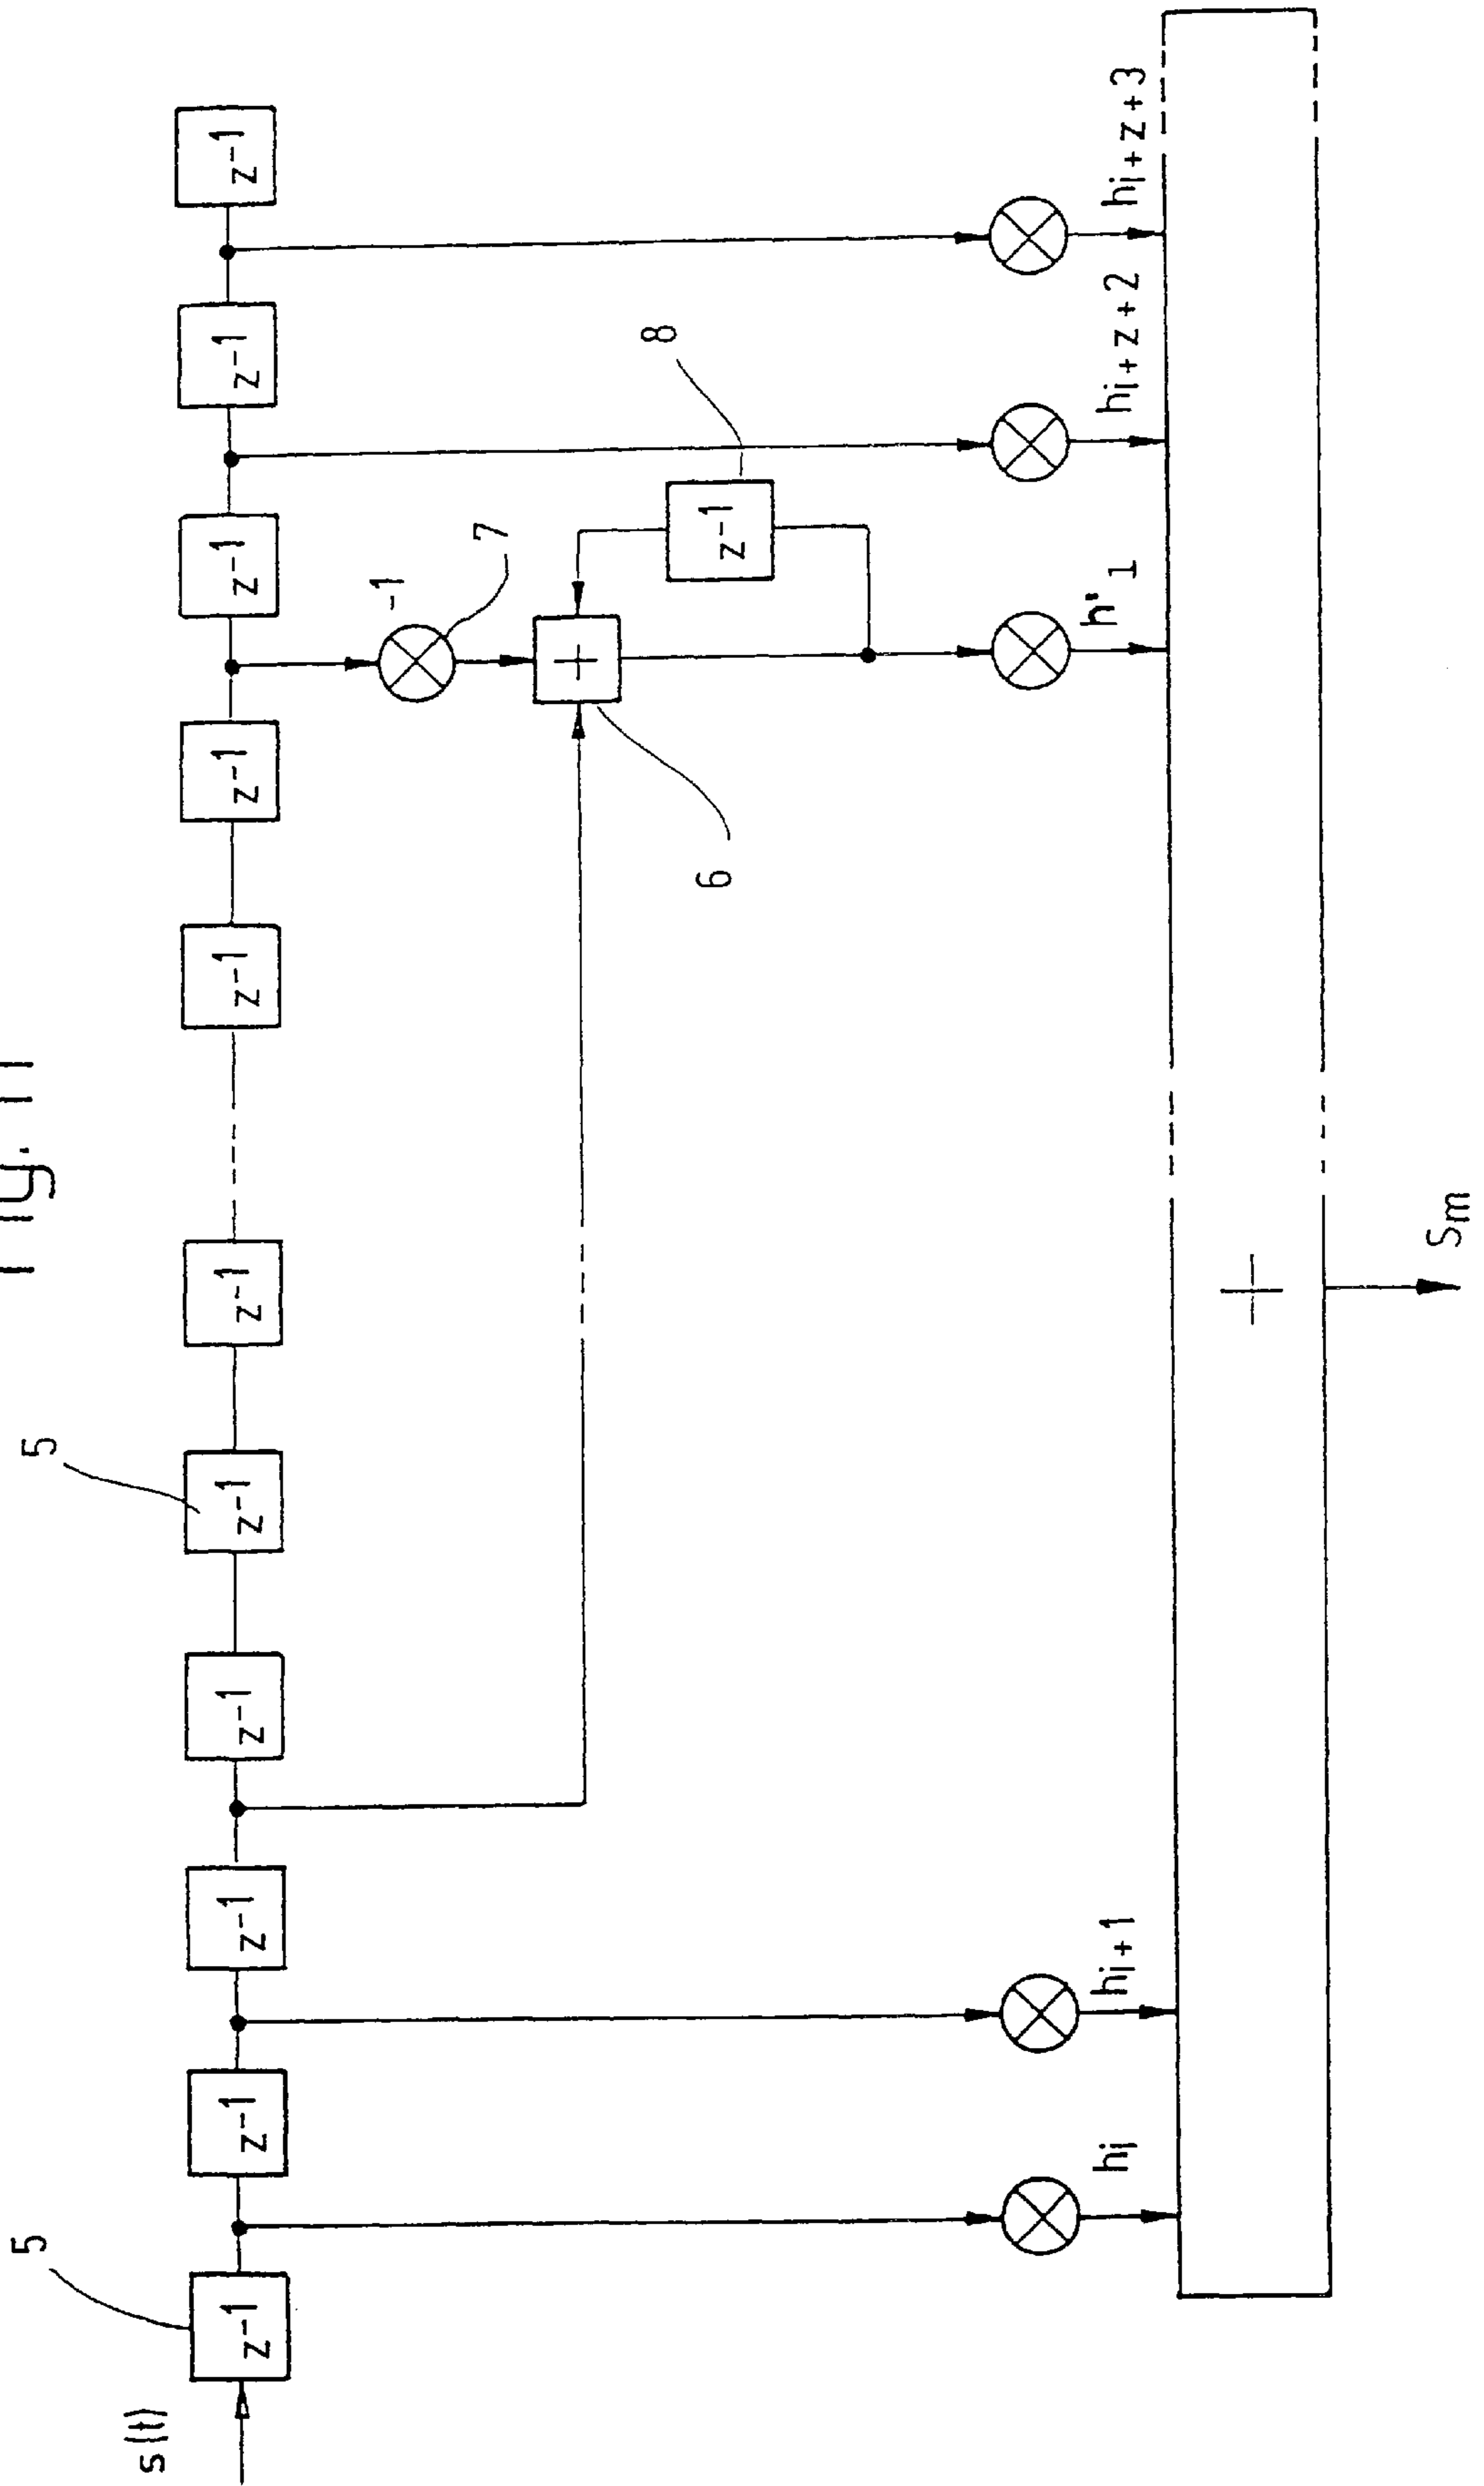 Fig. 11
5
5
s(t)
z⁻¹ z⁻¹ z⁻¹ z⁻¹ z⁻¹ z⁻¹ z⁻¹ z⁻¹ z⁻¹ z⁻¹ z⁻¹
-1
7
8
z⁻¹
+
6
hᵢ hᵢ₊₁ h'₁ hᵢ₊z₊₂ hᵢ₊z₊₃
+
Sₘ